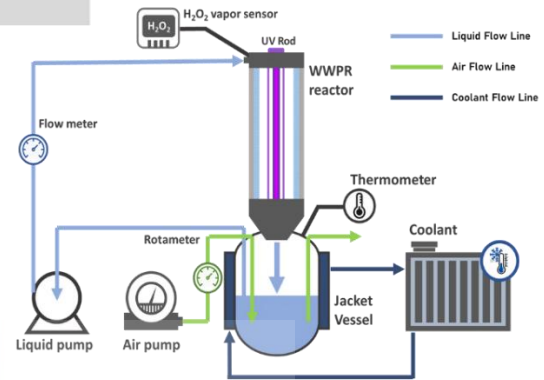 H₂O₂ vapor sensor
H₂O₂
UV Rod
WWPR
reactor
Liquid Flow Line
Air Flow Line
Coolant Flow Line
Flow meter
Thermometer
Rotameter
Coolant
Jacket
Vessel
Liquid pump
Air pump